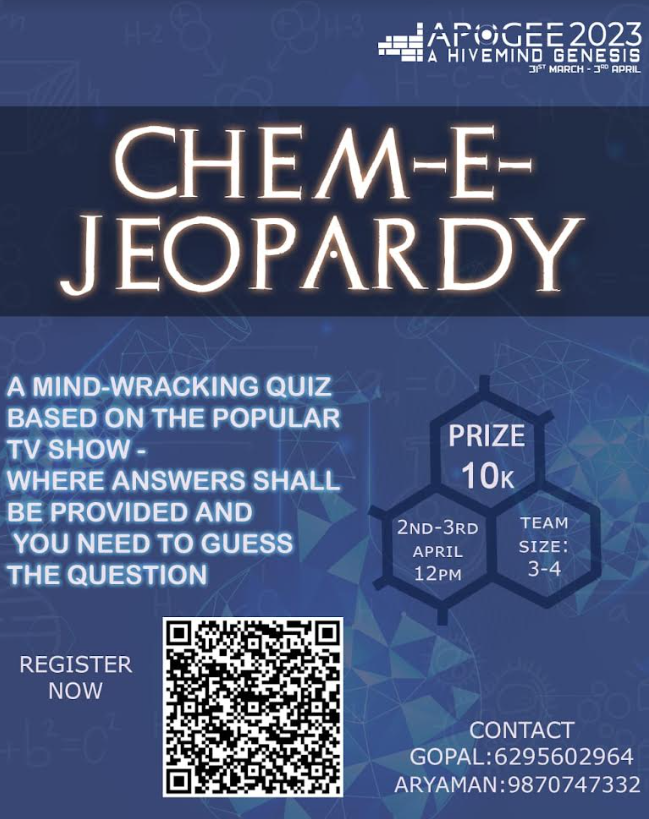 APOGEE 2023
A HIVEMIND GENESIS
31ST MARCH - 3RD APRIL
CHEM-E-
JEOPARDY
A MIND-WRACKING QUIZ
BASED ON THE POPULAR
TV SHOW -
WHERE ANSWERS SHALL
BE PROVIDED AND
YOU NEED TO GUESS
THE QUESTION
PRIZE
10K
2ND-3RD
APRIL
12PM
TEAM
SIZE:
3-4
REGISTER
NOW
CONTACT
GOPAL:6295602964
ARYAMAN:9870747332